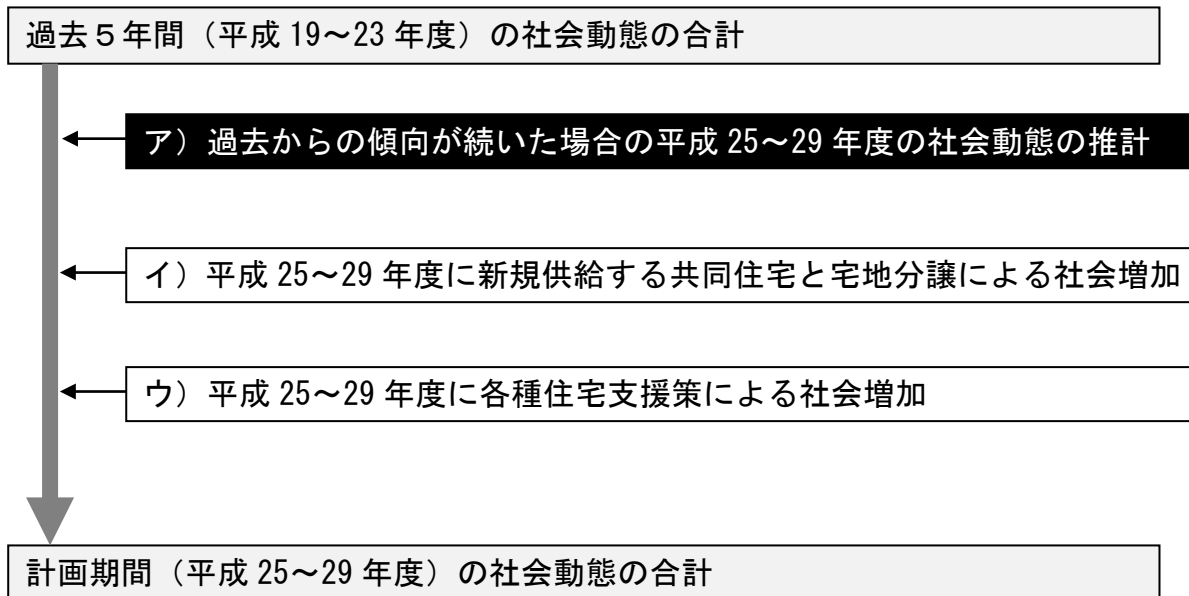 過去５年間（平成 19～23 年度）の社会動態の合計
ア）過去からの傾向が続いた場合の平成 25～29 年度の社会動態の推計
イ）平成 25～29 年度に新規供給する共同住宅と宅地分譲による社会増加
ウ）平成 25～29 年度に各種住宅支援策による社会増加
計画期間（平成 25～29 年度）の社会動態の合計